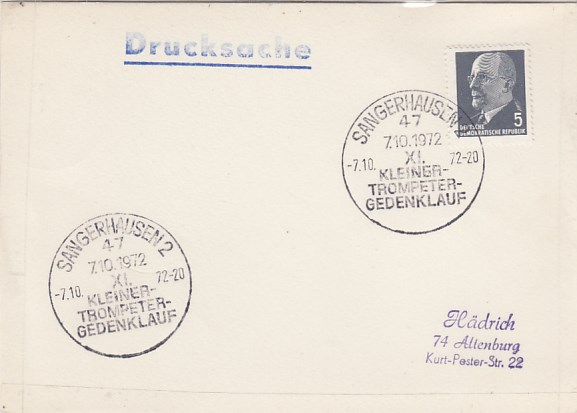 Drucksache
5
DEUTSCHE
DEMOKRATISCHE REPUBLIK
SANGERHAUSEN 2
47
7.10.1972
-7.10. XI. 72-20
KLEINER-
TROMPETER-
GEDENKLAUF
SANGERHAUSEN 2
47
7.10.1972
-7.10. XI. 72-20
KLEINER-
TROMPETER-
GEDENKLAUF
Hädrich
74 Altenburg
Kurt-Pester-Str. 22